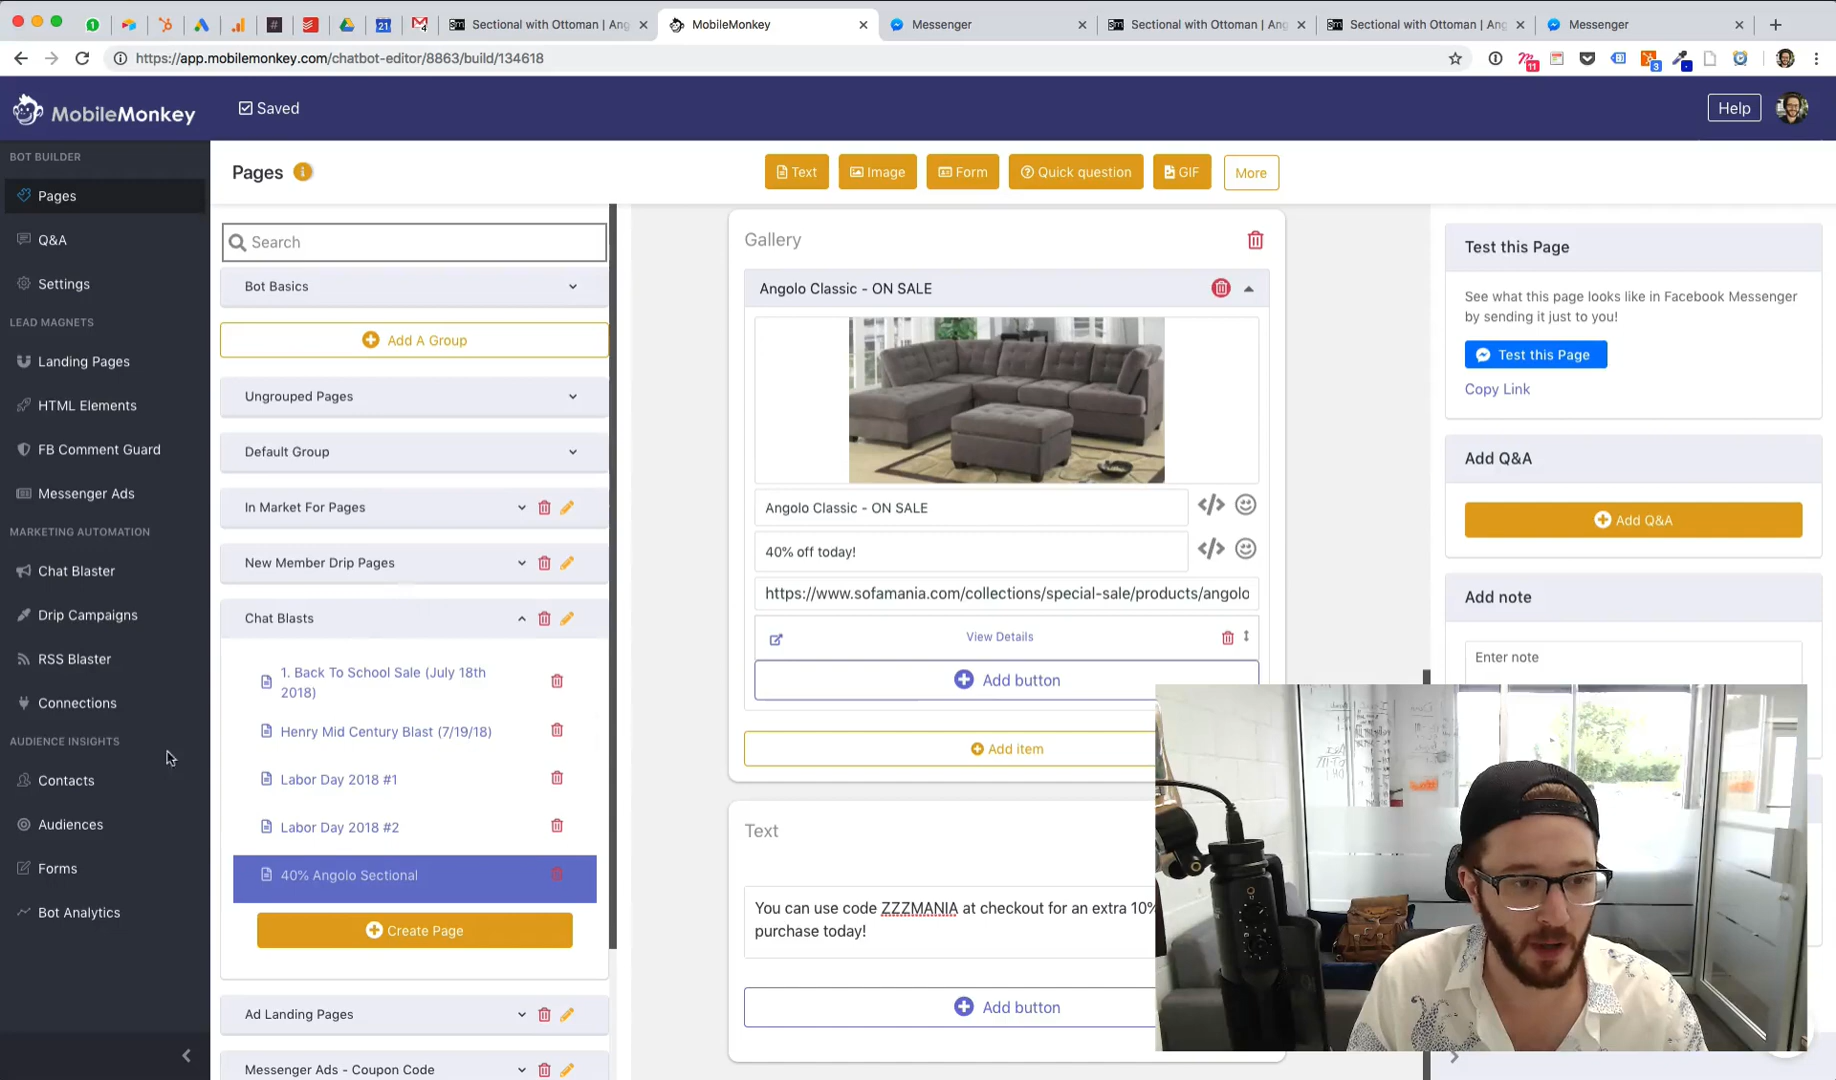 Sectional with Ottoman | Ang
MobileMonkey
Messenger
Sectional with Ottoman | Ang
Sectional with Ottoman | Ang
Messenger
https://app.mobilemonkey.com/chatbot-editor/8863/build/134618
MobileMonkey
Saved
Help
BOT BUILDER
Pages
Q&A
Settings
LEAD MAGNETS
Landing Pages
HTML Elements
FB Comment Guard
Messenger Ads
MARKETING AUTOMATION
Chat Blaster
Drip Campaigns
RSS Blaster
Connections
AUDIENCE INSIGHTS
Contacts
Audiences
Forms
Bot Analytics
Pages
Text
Image
Form
Quick question
GIF
More
Search
Bot Basics
Add A Group
Ungrouped Pages
Default Group
In Market For Pages
New Member Drip Pages
Chat Blasts
1. Back To School Sale (July 18th
2018)
Henry Mid Century Blast (7/19/18)
Labor Day 2018 #1
Labor Day 2018 #2
40% Angolo Sectional
Create Page
Ad Landing Pages
Messenger Ads - Coupon Code
Gallery
Angolo Classic - ON SALE
Angolo Classic - ON SALE
40% off today!
https://www.sofamania.com/collections/special-sale/products/angolo
View Details
Add button
Add item
Text
You can use code ZZZMANIA at checkout for an extra 10%
purchase today!
Add button
Test this Page
See what this page looks like in Facebook Messenger
by sending it just to you!
Test this Page
Copy Link
Add Q&A
Add Q&A
Add note
Enter note